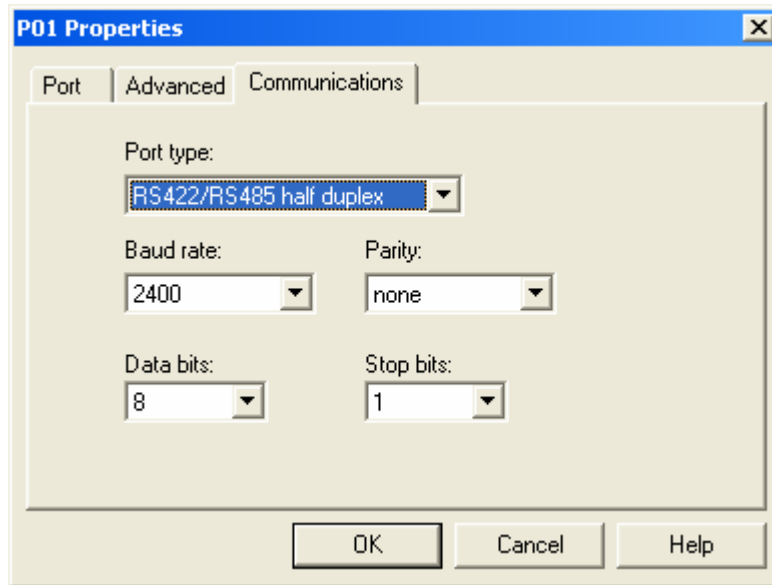 P01 Properties
Port Advanced Communications
Port type:
RS422/RS485 half duplex
Baud rate: Parity:
2400 none
Data bits: Stop bits:
8 1
OK Cancel Help